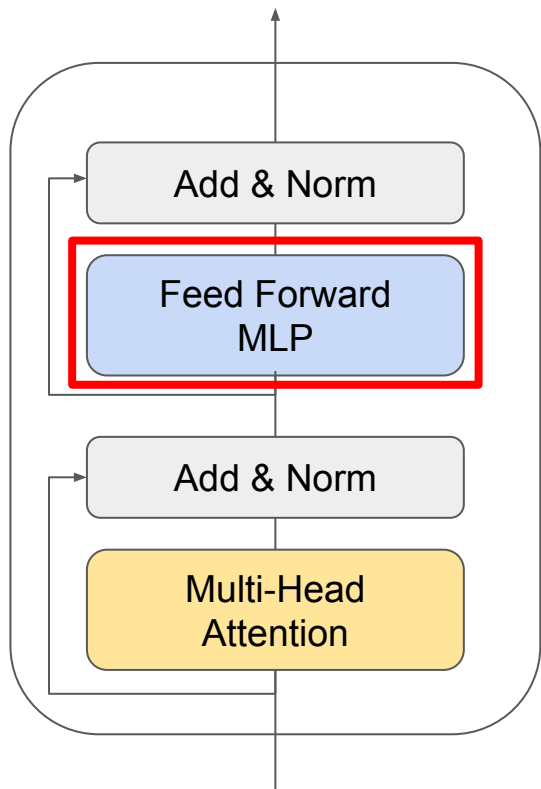 Add & Norm
Feed Forward
MLP
Add & Norm
Multi-Head
Attention